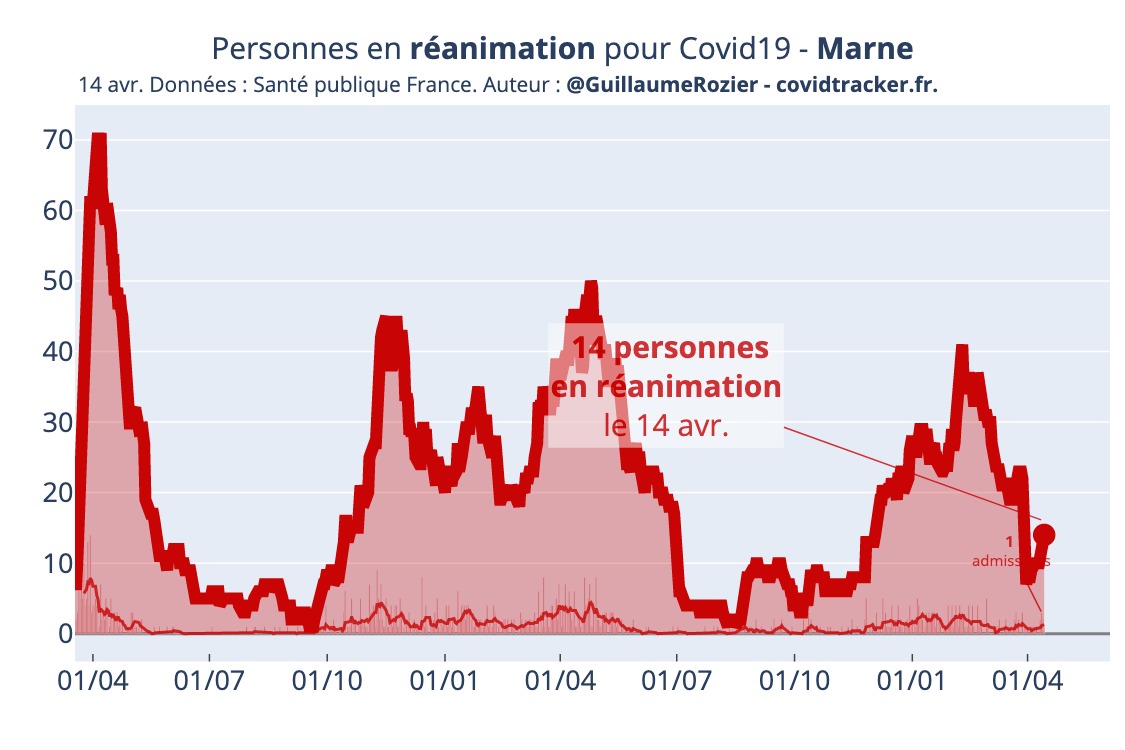 Personnes en réanimation pour Covid19 - Marne
14 avr. Données : Santé publique France. Auteur : @GuillaumeRozier - covidtracker.fr.
70
60
50
40
30
20
10
0
14 personnes
en réanimation
le 14 avr.
1
01/04 01/07 01/10 01/01 01/04 01/07 01/10 01/01 01/04